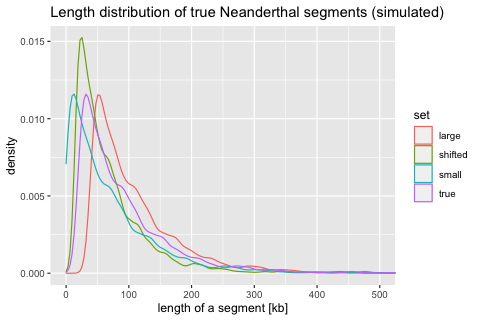 Length distribution of true Neanderthal segments (simulated)
0.015
0.010
0.005
0.000
density
0 100 200 300 400 500
length of a segment [kb]
set
large
shifted
small
true